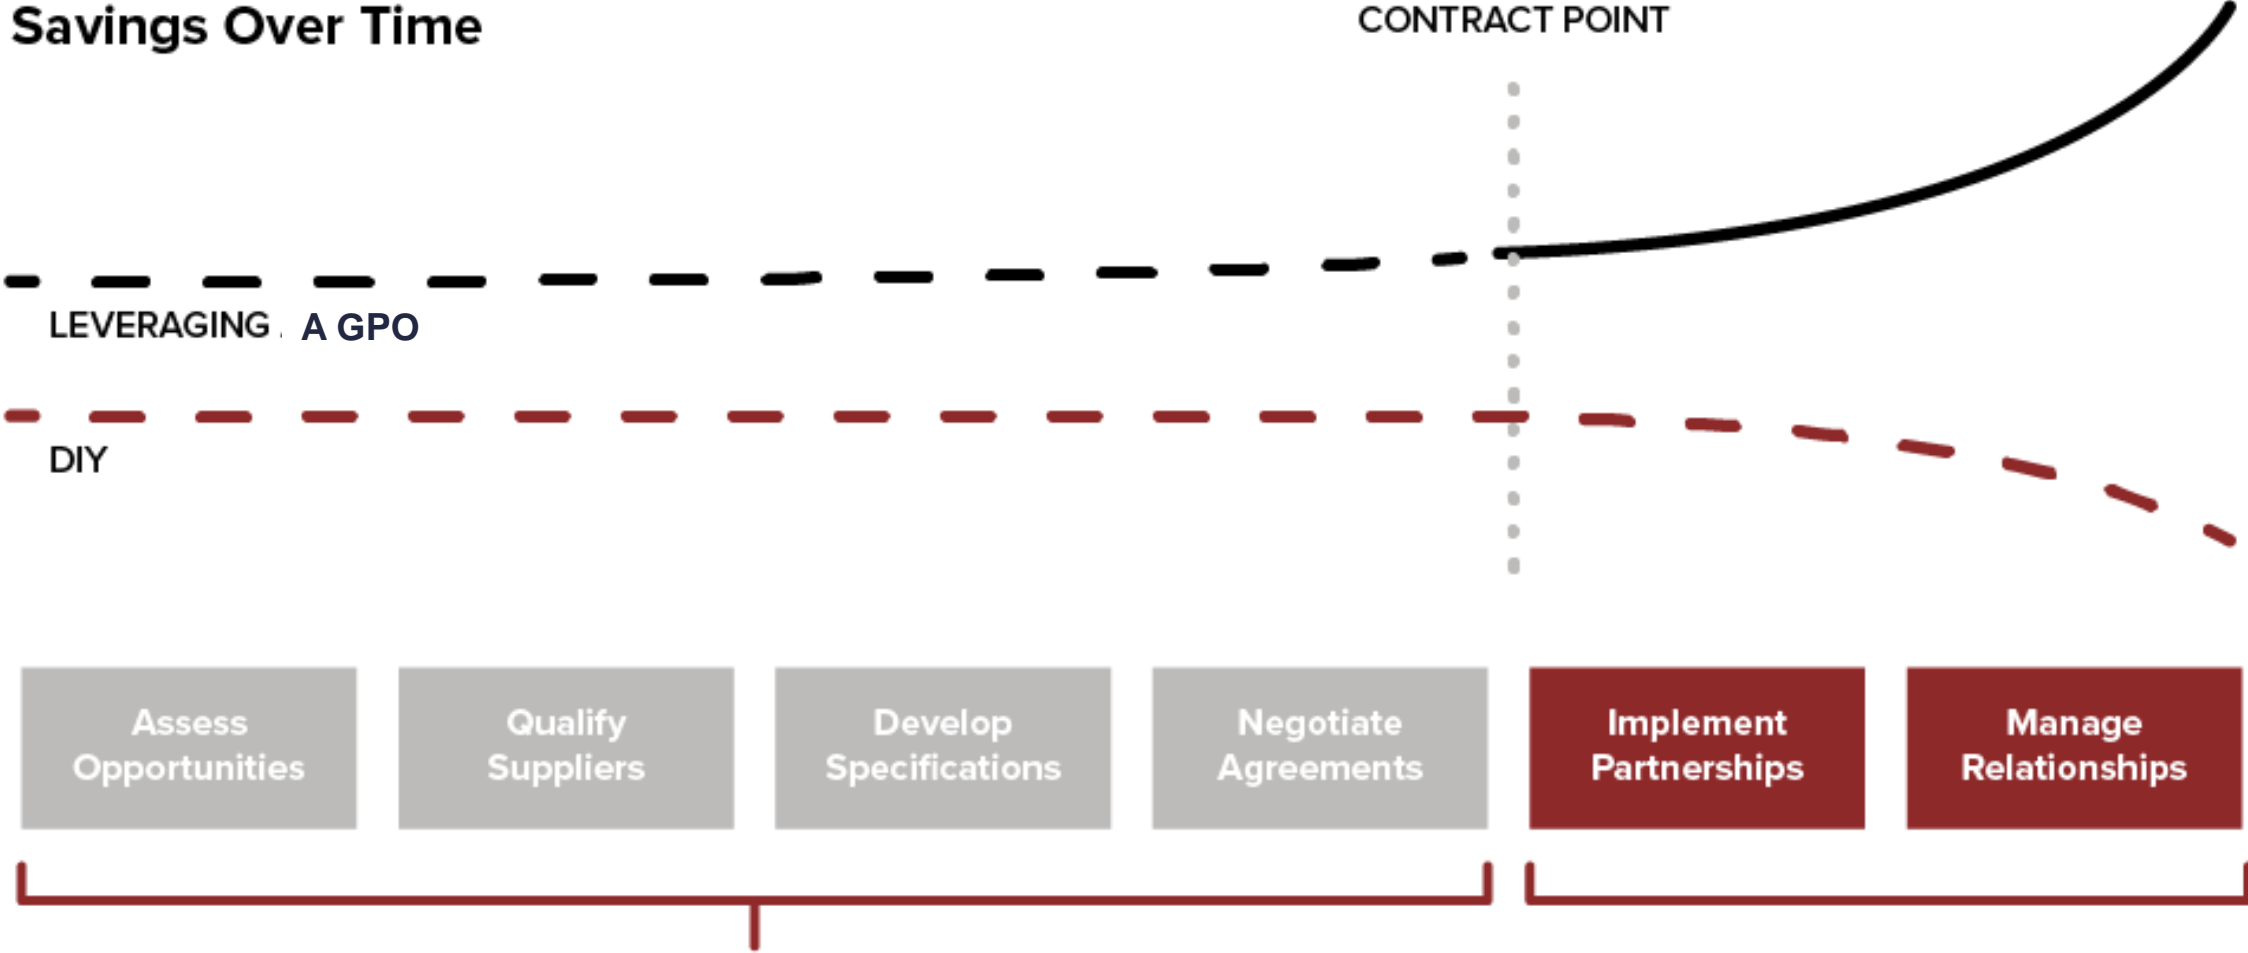 Savings Over Time
CONTRACT POINT
LEVERAGING A GPO
DIY
Assess
Opportunities
Qualify
Suppliers
Develop
Specifications
Negotiate
Agreements
Implement
Partnerships
Manage
Relationships